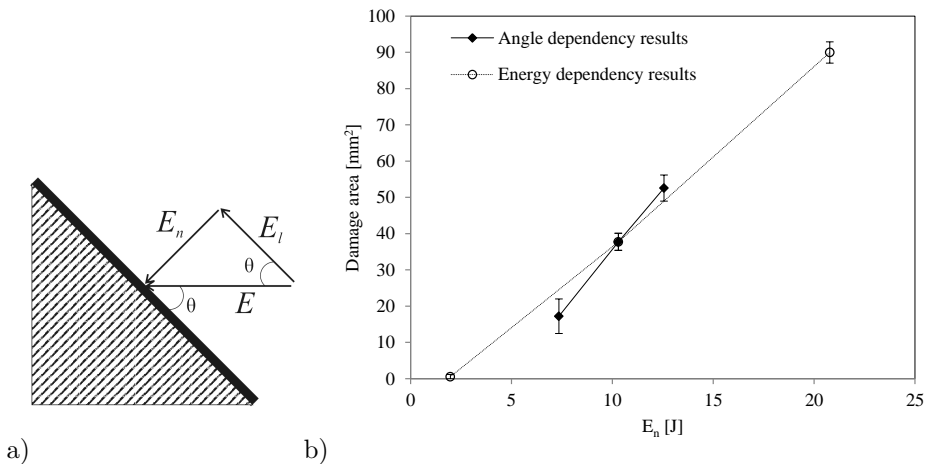 E_n
E_l
θ
θ
E
a)
100
90
80
70
60
50
40
30
20
10
0
Damage area [mm²]
Angle dependency results
Energy dependency results
0 5 10 15 20 25
E_n [J]
b)